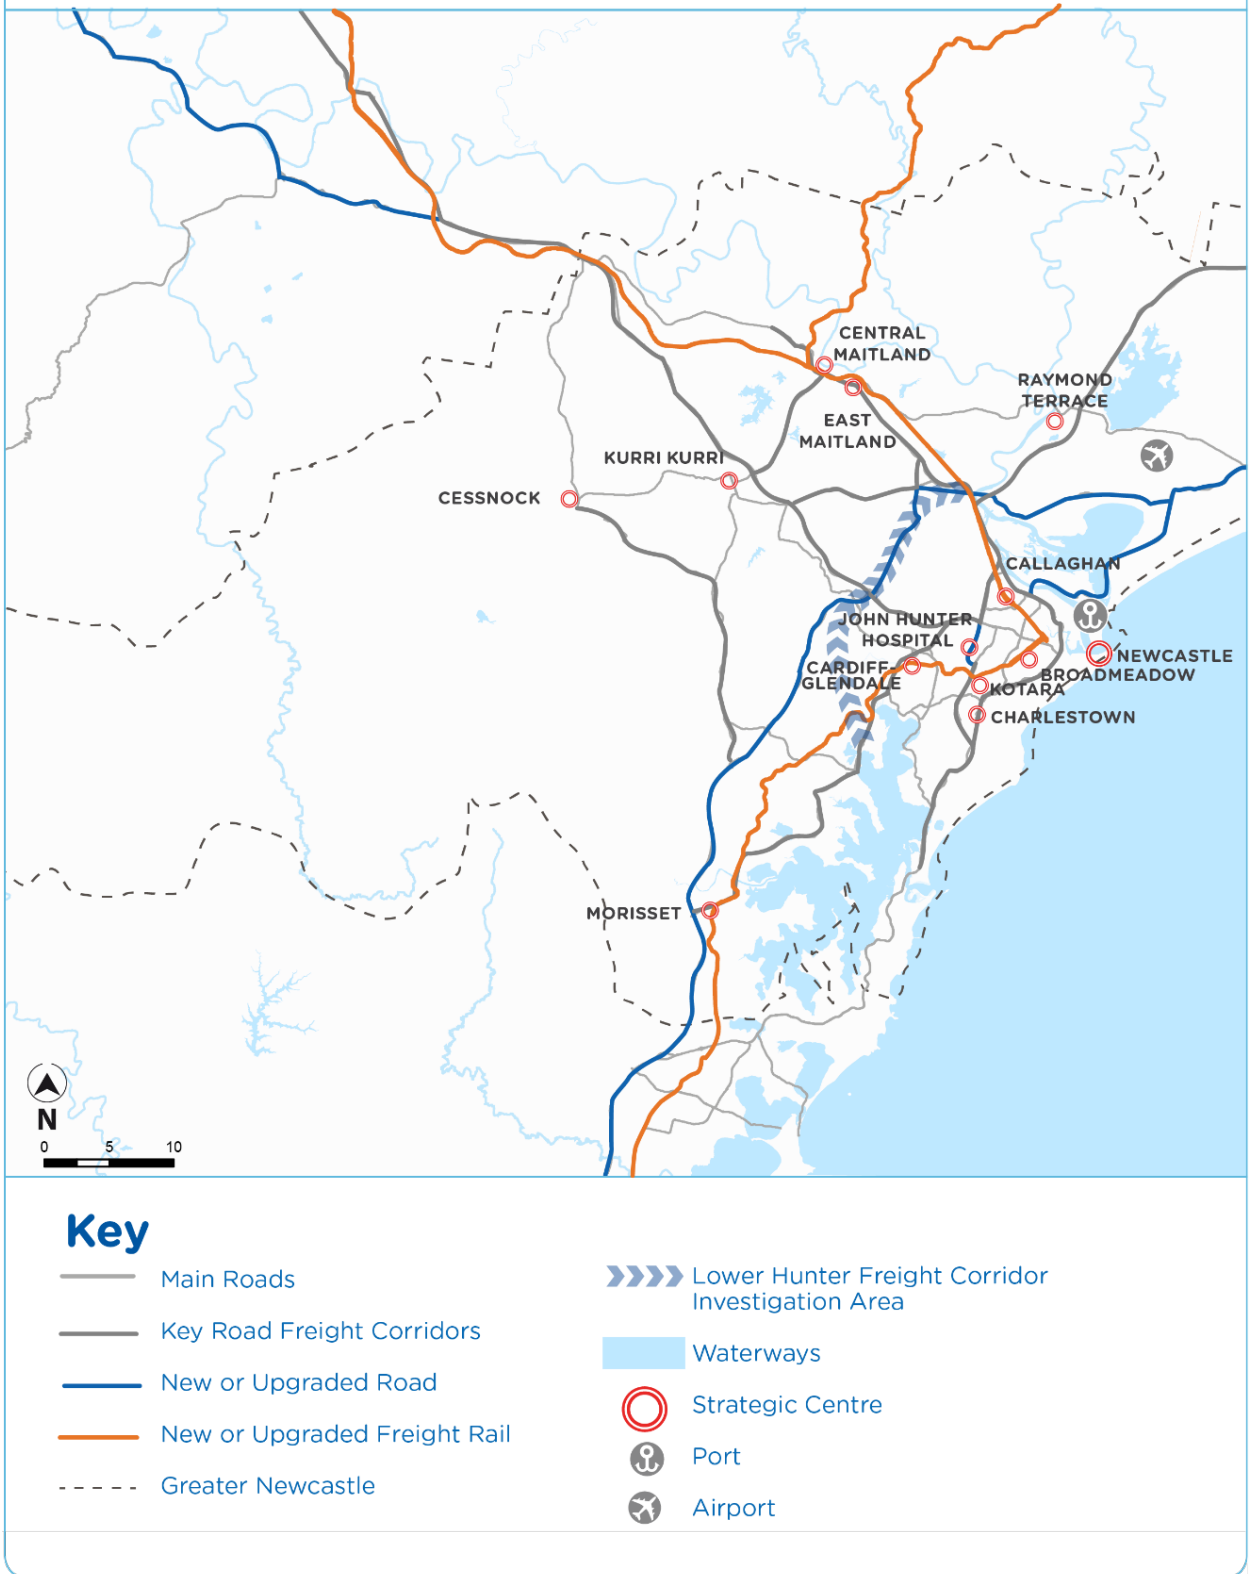 CENTRAL
MAITLAND
RAYMOND
TERRACE
EAST
MAITLAND
KURRI KURRI
CESSNOCK
CALLAGHAN
JOHN HUNTER
HOSPITAL
NEWCASTLE
CARDIFF-
GLENDALE
BROADMEADOW
KOTARA
CHARLESTOWN
MORISSET
N
0 5 10
Key
Main Roads
Key Road Freight Corridors
New or Upgraded Road
New or Upgraded Freight Rail
Greater Newcastle
Lower Hunter Freight Corridor
Investigation Area
Waterways
Strategic Centre
Port
Airport